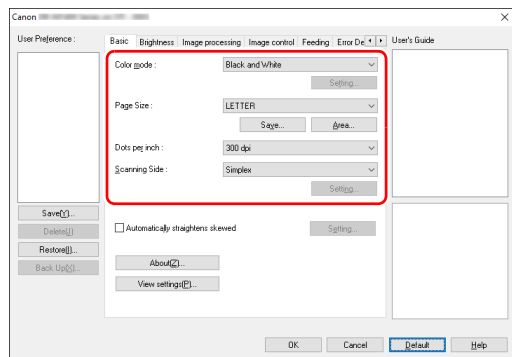 Canon
User Preference :
Basic Brightness Image processing Image control Feeding Error De
User's Guide
Color mode : Black and White
Setting...
Page Size : LETTER
Save... Area...
Dots per inch : 300 dpi
Scanning Side : Simplex
Setting...
Save(Y)...
Automatically straightens skewed Setting...
Delete(J)
Restore(I)...
About(Z)...
Back Up(X)...
View settings(P)...
OK Cancel Default Help